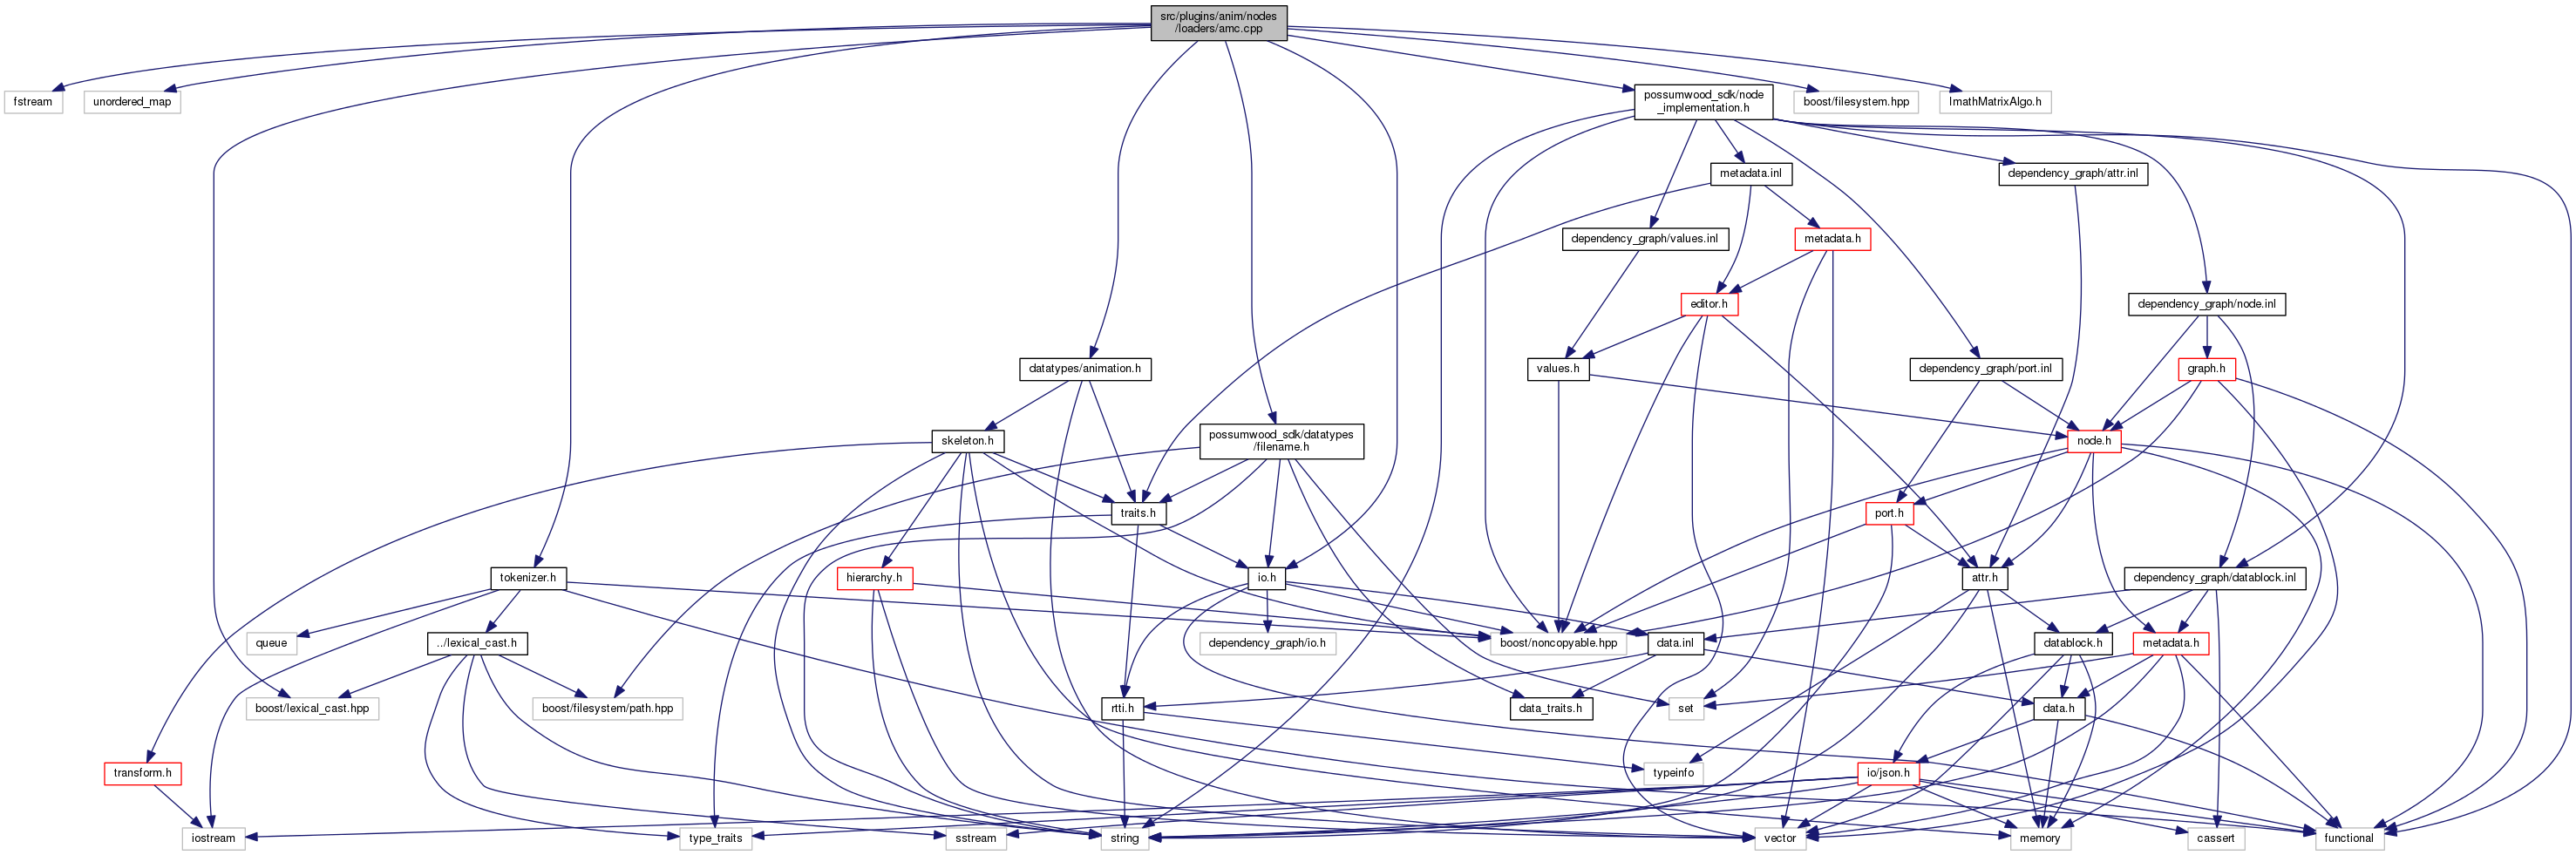 src/plugins/anim/nodes
/loaders/amc.cpp
fstream
unordered_map
possumwood_sdk/node
_implementation.h
boost/filesystem.hpp
ImathMatrixAlgo.h
metadata.inl
dependency_graph/attr.inl
dependency_graph/values.inl
metadata.h
editor.h
dependency_graph/node.inl
datatypes/animation.h
values.h
dependency_graph/port.inl
graph.h
skeleton.h
possumwood_sdk/datatypes
/filename.h
node.h
traits.h
port.h
tokenizer.h
hierarchy.h
io.h
attr.h
dependency_graph/datablock.inl
queue
../lexical_cast.h
dependency_graph/io.h
boost/noncopyable.hpp
data.inl
datablock.h
metadata.h
boost/lexical_cast.hpp
boost/filesystem/path.hpp
rtti.h
set
data_traits.h
data.h
transform.h
typeinfo
io/json.h
iostream
type_traits
sstream
string
vector
memory
cassert
functional